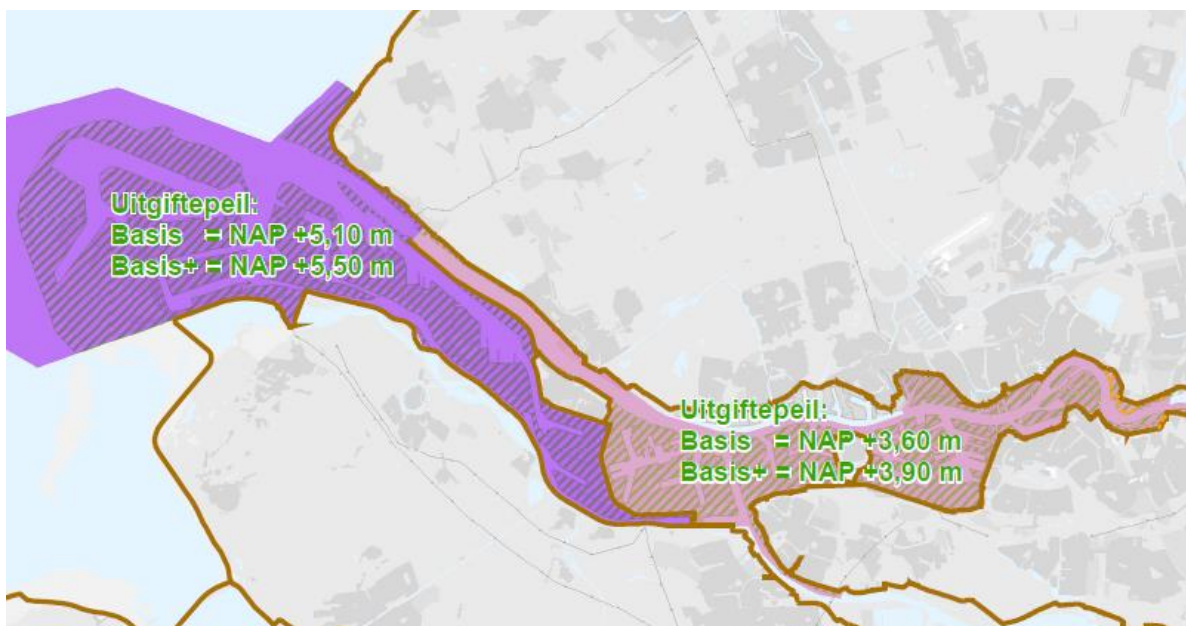 Uitgiftepeil:
Basis = NAP +5,10 m
Basis+ = NAP +5,50 m
Uitgiftepeil:
Basis = NAP +3,60 m
Basis+ = NAP +3,90 m